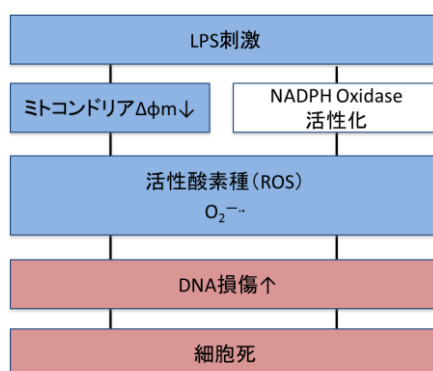 LPS刺激
ミトコンドリアΔφm↓
NADPH Oxidase
活性化
活性酸素種（ROS）
O₂⁻··
DNA損傷↑
細胞死